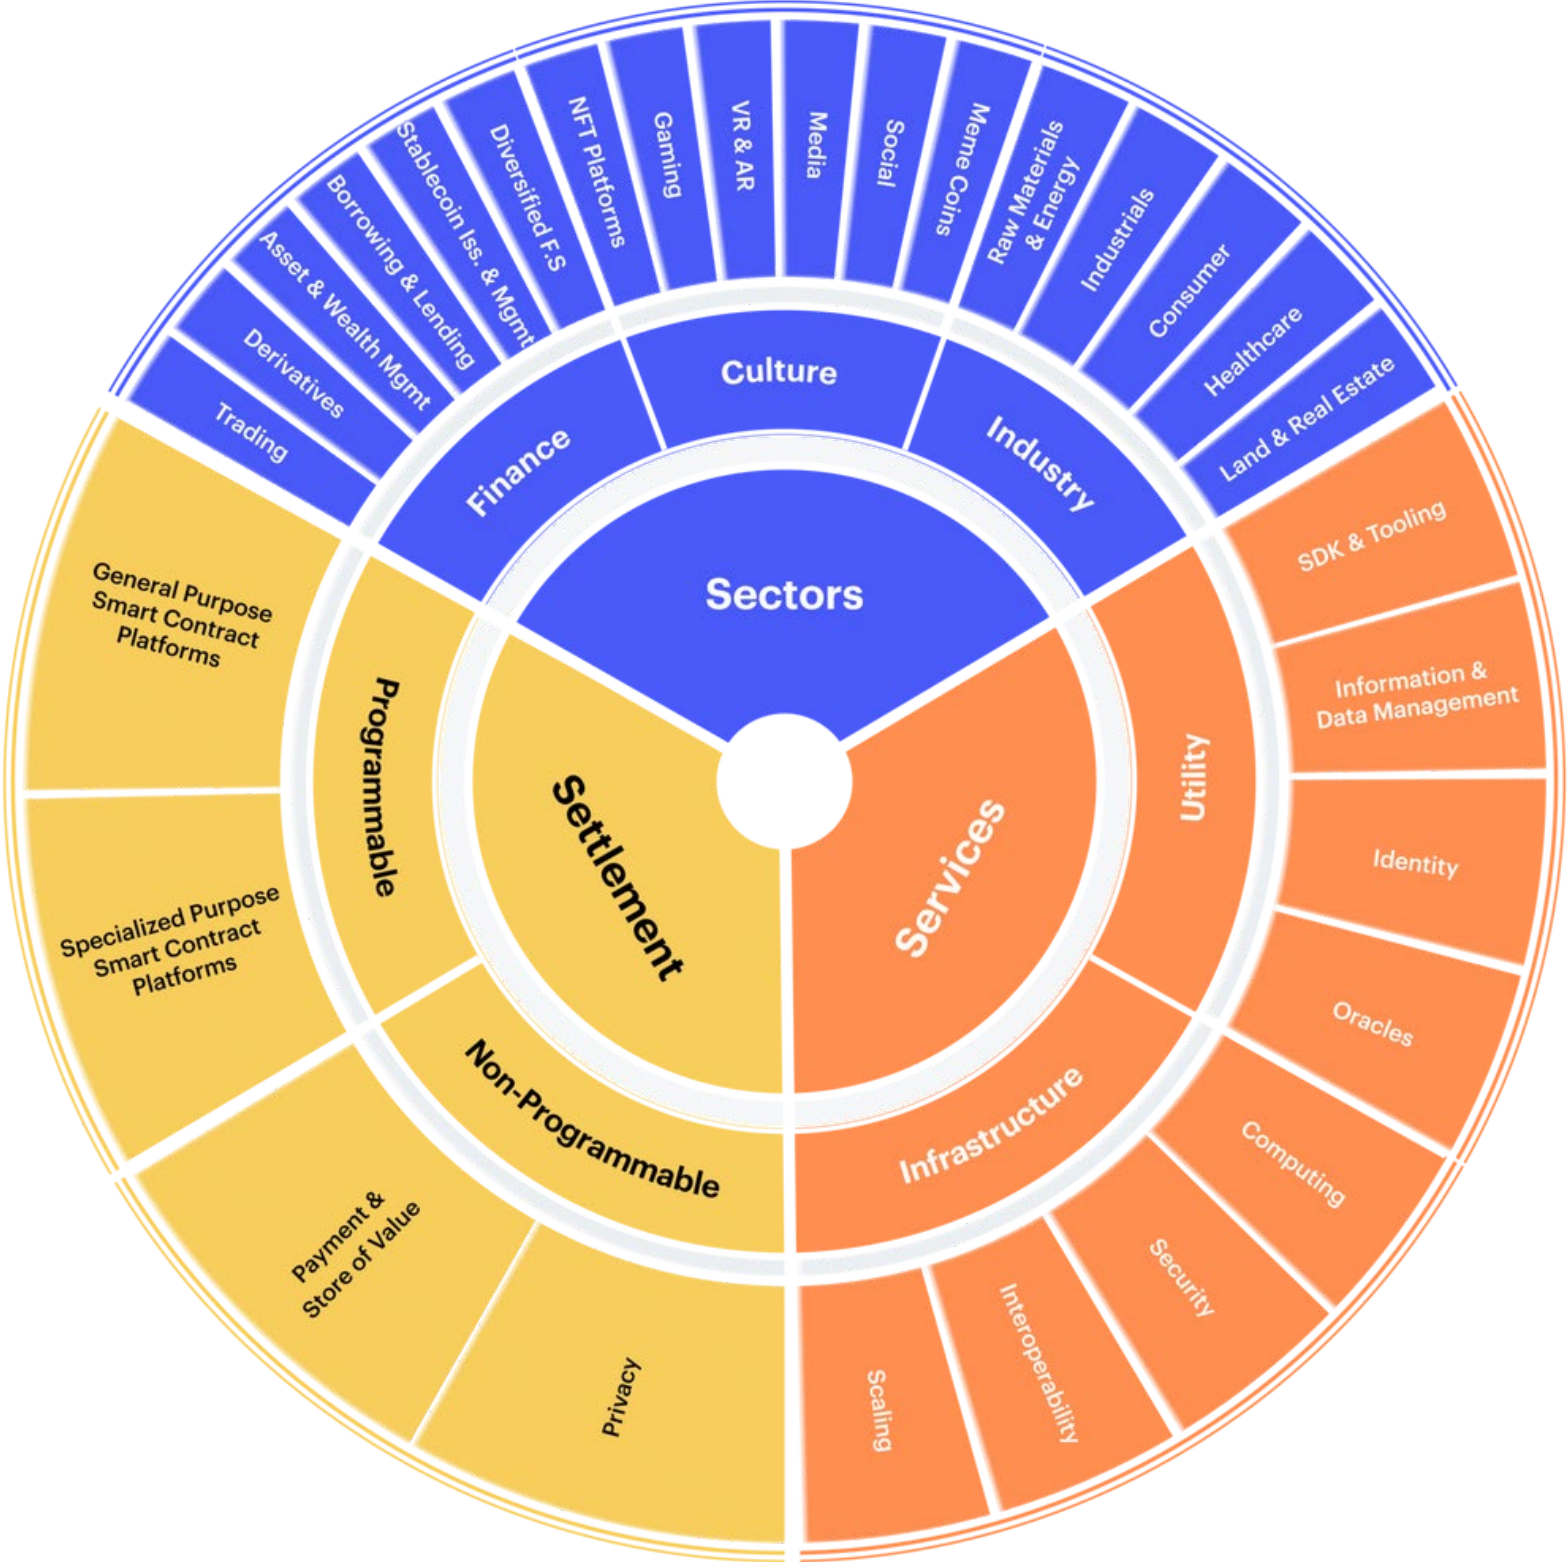 Sectors
Finance
Trading
Derivatives
Asset & Wealth Mgmt
Borrowing & Lending
Stablecoin Iss. & Mgmt
Diversified F.S
Culture
NFT Platforms
Gaming
VR & AR
Media
Social
Meme Coins
Industry
Raw Materials
& Energy
Industrials
Consumer
Healthcare
Land & Real Estate
Services
Utility
SDK & Tooling
Information &
Data Management
Identity
Oracles
Infrastructure
Computing
Security
Interoperability
Scaling
Settlement
Non-Programmable
Privacy
Payment &
Store of Value
Programmable
Specialized Purpose
Smart Contract
Platforms
General Purpose
Smart Contract
Platforms